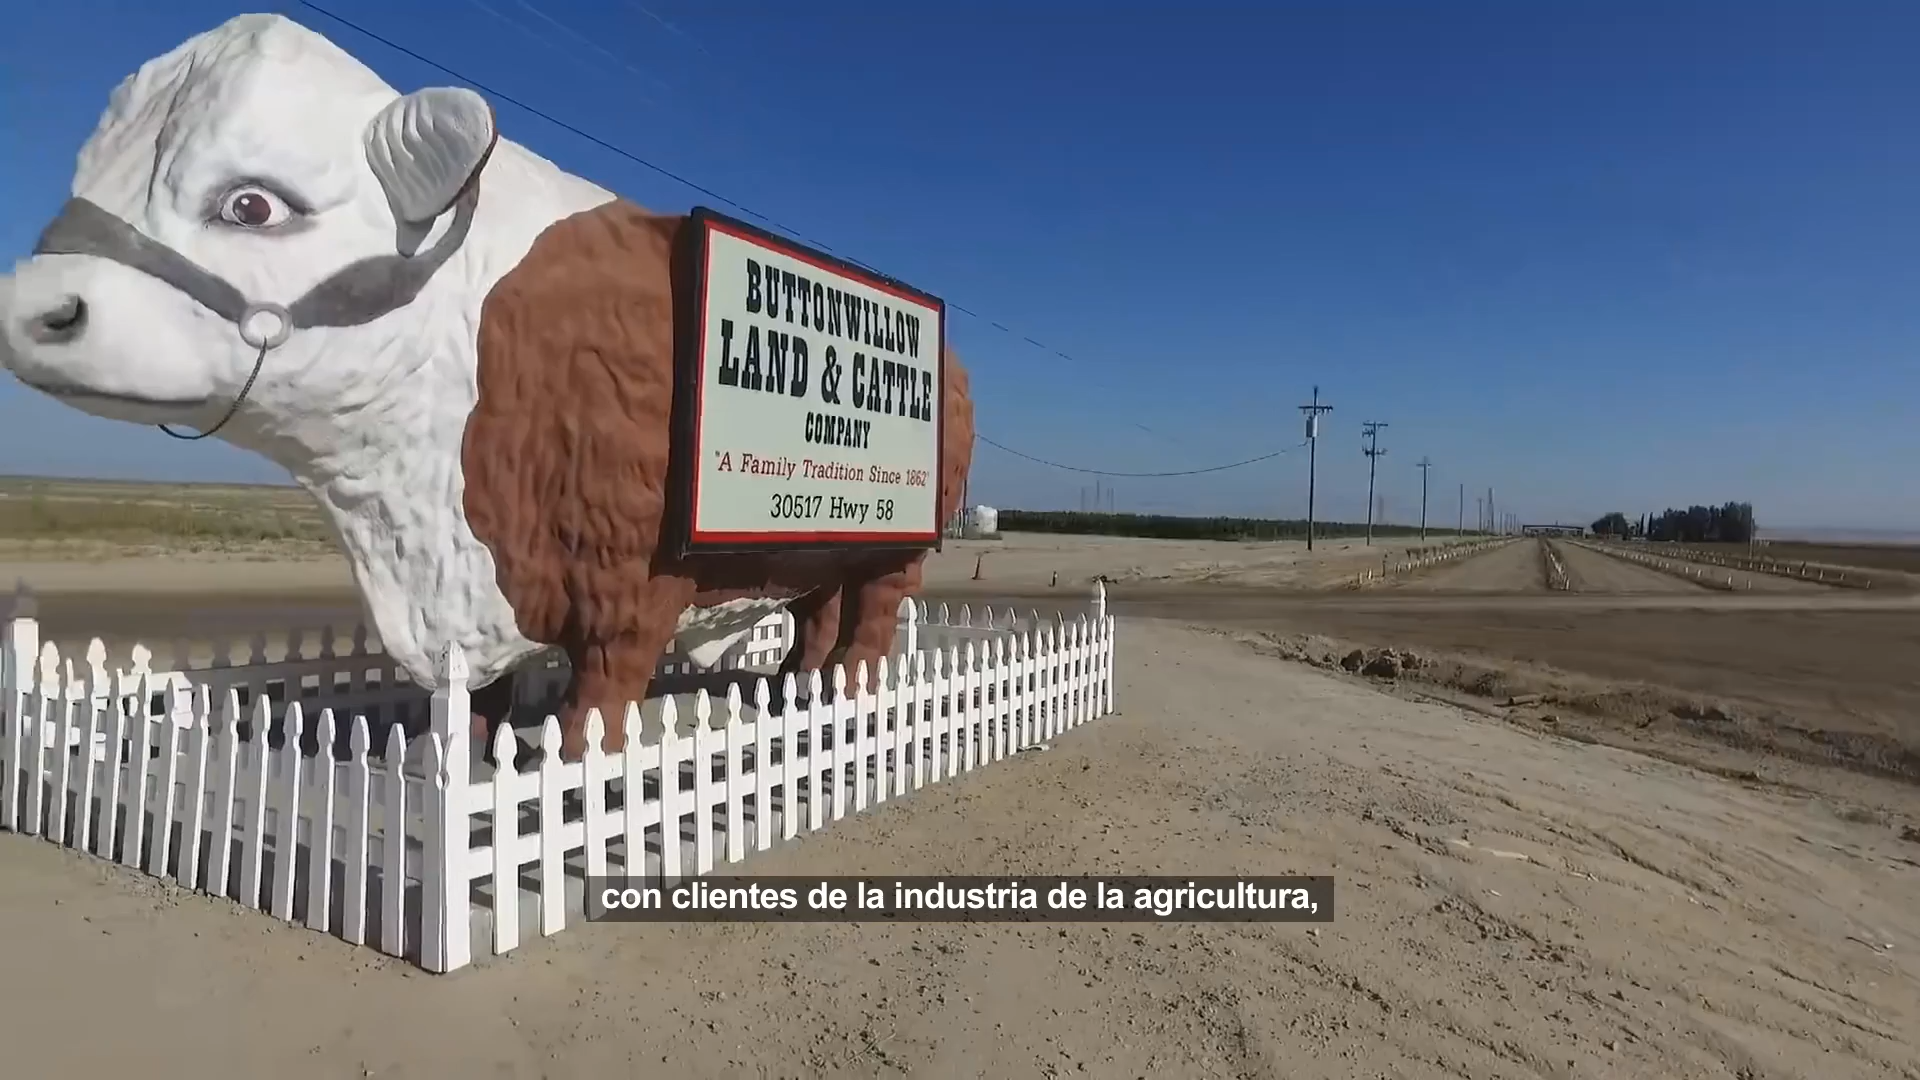 BUTTONWILLOW
LAND & CATTLE
COMPANY
"A Family Tradition Since 1862"
30517 Hwy 58
con clientes de la industria de la agricultura,